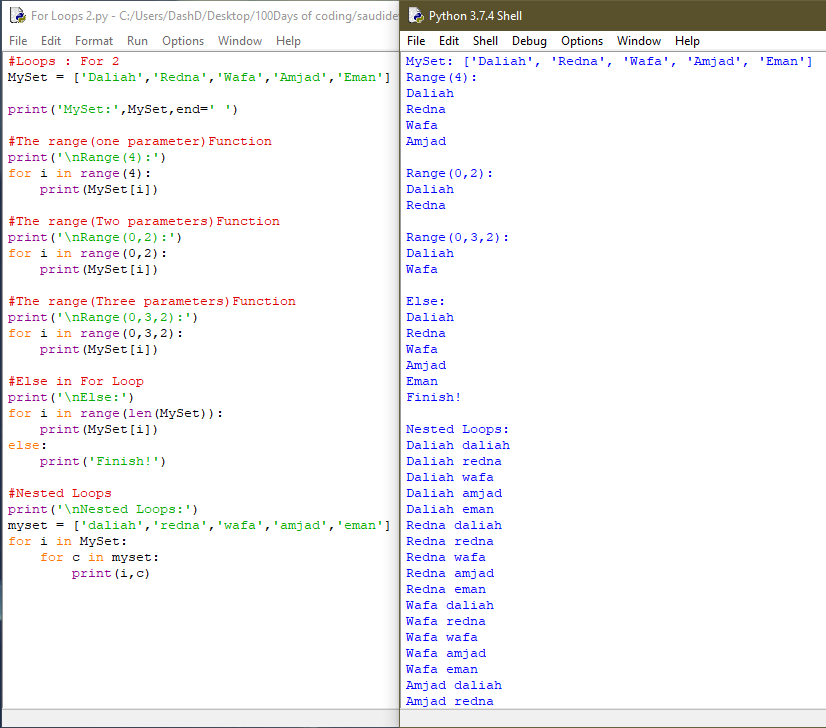 For Loops 2.py - C:/Users/DashD/Desktop/100Days of coding/saudide
File Edit Format Run Options Window Help
#Loops : For 2
MySet = ['Daliah','Redna','Wafa','Amjad','Eman']
print('MySet:',MySet,end=' ')
#The range(one parameter)Function
print('\nRange(4):')
for i in range(4):
    print(MySet[i])
#The range(Two parameters)Function
print('\nRange(0,2):')
for i in range(0,2):
    print(MySet[i])
#The range(Three parameters)Function
print('\nRange(0,3,2):')
for i in range(0,3,2):
    print(MySet[i])
#Else in For Loop
print('\nElse:')
for i in range(len(MySet)):
    print(MySet[i])
else:
    print('Finish!')
#Nested Loops
print('\nNested Loops:')
myset = ['daliah','redna','wafa','amjad','eman']
for i in MySet:
    for c in myset:
        print(i,c)
Python 3.7.4 Shell
File Edit Shell Debug Options Window Help
MySet: ['Daliah', 'Redna', 'Wafa', 'Amjad', 'Eman']
Range(4):
Daliah
Redna
Wafa
Amjad
Range(0,2):
Daliah
Redna
Range(0,3,2):
Daliah
Wafa
Else:
Daliah
Redna
Wafa
Amjad
Eman
Finish!
Nested Loops:
Daliah daliah
Daliah redna
Daliah wafa
Daliah amjad
Daliah eman
Redna daliah
Redna redna
Redna wafa
Redna amjad
Redna eman
Wafa daliah
Wafa redna
Wafa wafa
Wafa amjad
Wafa eman
Amjad daliah
Amjad redna